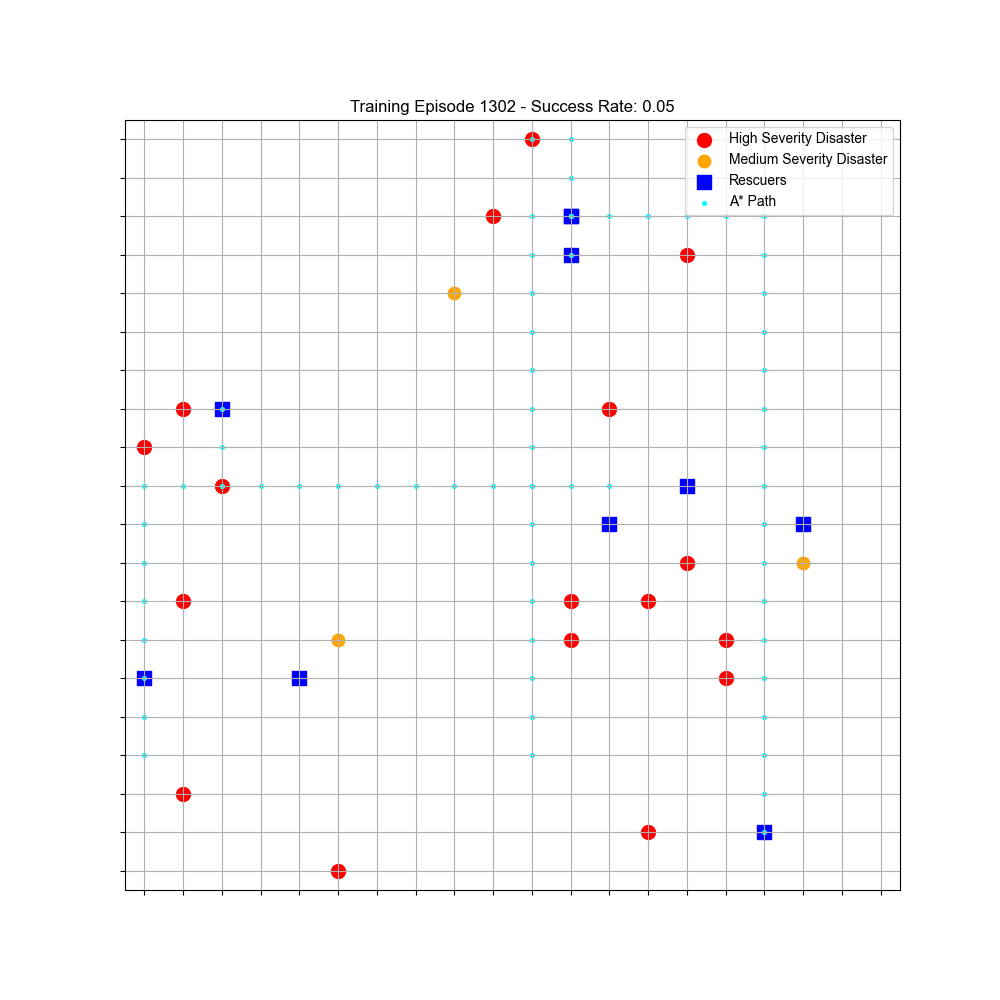 Training Episode 1302 - Success Rate: 0.05
High Severity Disaster
Medium Severity Disaster
Rescuers
A* Path